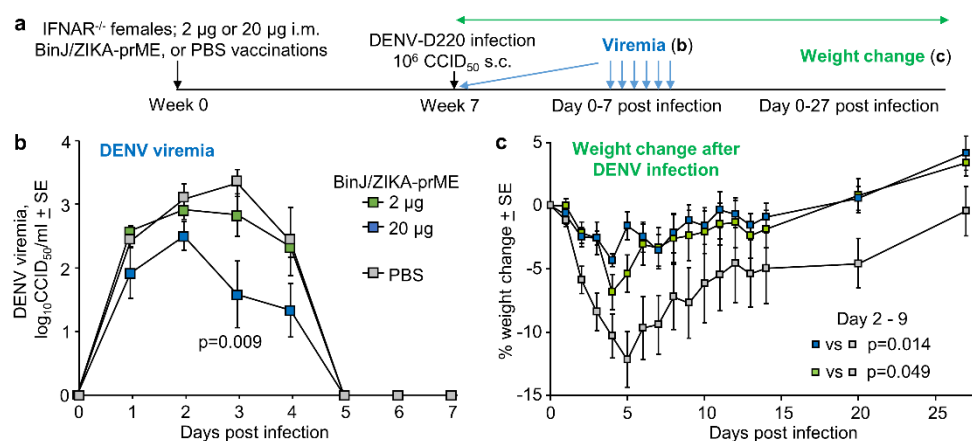 a
IFNAR-/- females; 2 µg or 20 µg i.m.
BinJ/ZIKA-prME, or PBS vaccinations
DENV-D220 infection
10⁶ CCID₅₀ s.c.
Viremia (b)
Weight change (c)
Week 0
Week 7
Day 0-7 post infection
Day 0-27 post infection
b
DENV viremia
DENV viremia,
log₁₀CCID₅₀/ml ± SE
4
3
2
1
0
BinJ/ZIKA-prME
2 µg
20 µg
PBS
p=0.009
0 1 2 3 4 5 6 7
Days post infection
c
Weight change after
DENV infection
% weight change ± SE
5
0
-5
-10
-15
Day 2 - 9
vs p=0.014
vs p=0.049
0 5 10 15 20 25
Days post infection